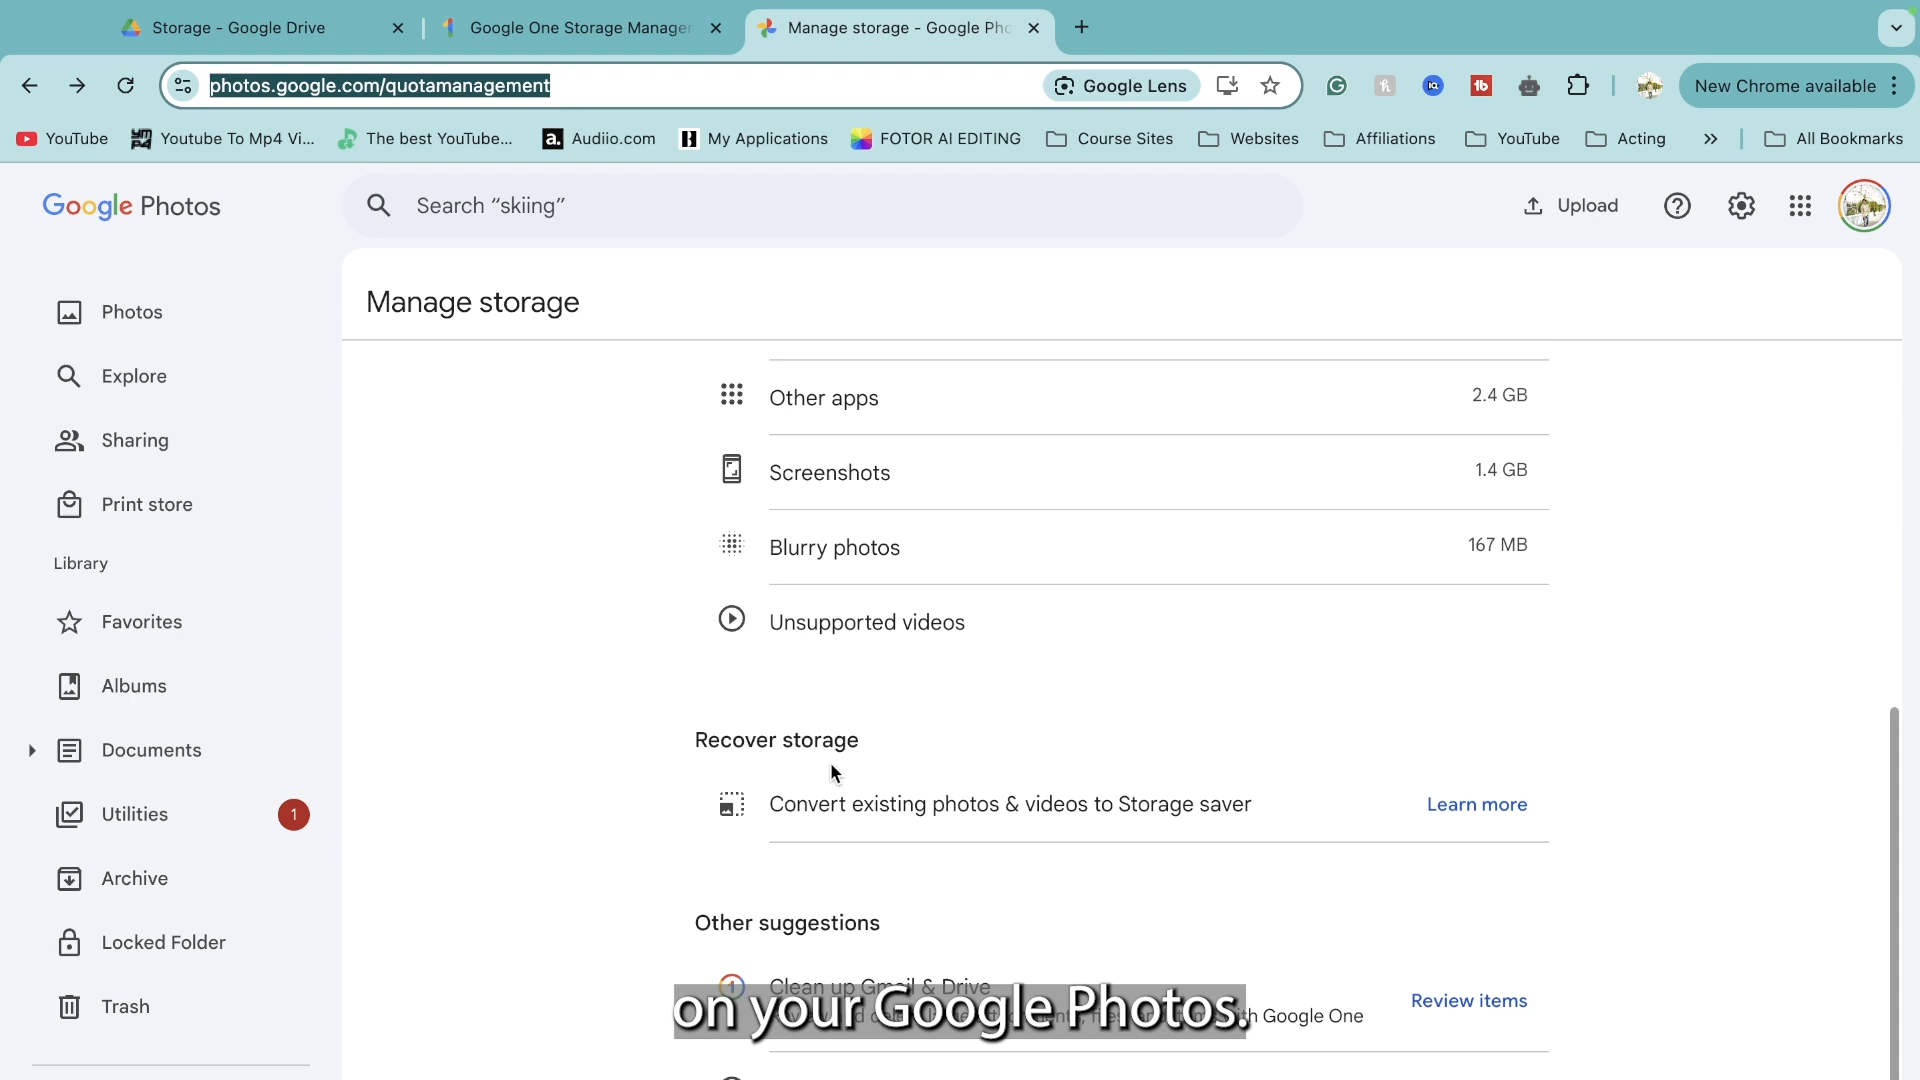 Storage - Google Drive
Google One Storage Manager
Manage storage - Google Pho
photos.google.com/quotamanagement
Google Lens
New Chrome available
YouTube
Youtube To Mp4 Vi...
The best YouTube...
Audiio.com
My Applications
FOTOR AI EDITING
Course Sites
Websites
Affiliations
YouTube
Acting
All Bookmarks
Google Photos
Search “skiing”
Upload
Manage storage
Photos
Explore
Sharing
Print store
Library
Favorites
Albums
Documents
Utilities
1
Archive
Locked Folder
Trash
Other apps
2.4 GB
Screenshots
1.4 GB
Blurry photos
167 MB
Unsupported videos
Recover storage
Convert existing photos & videos to Storage saver
Learn more
Other suggestions
Clean up Gmail & Drive
Review items
with Google One
on your Google Photos.